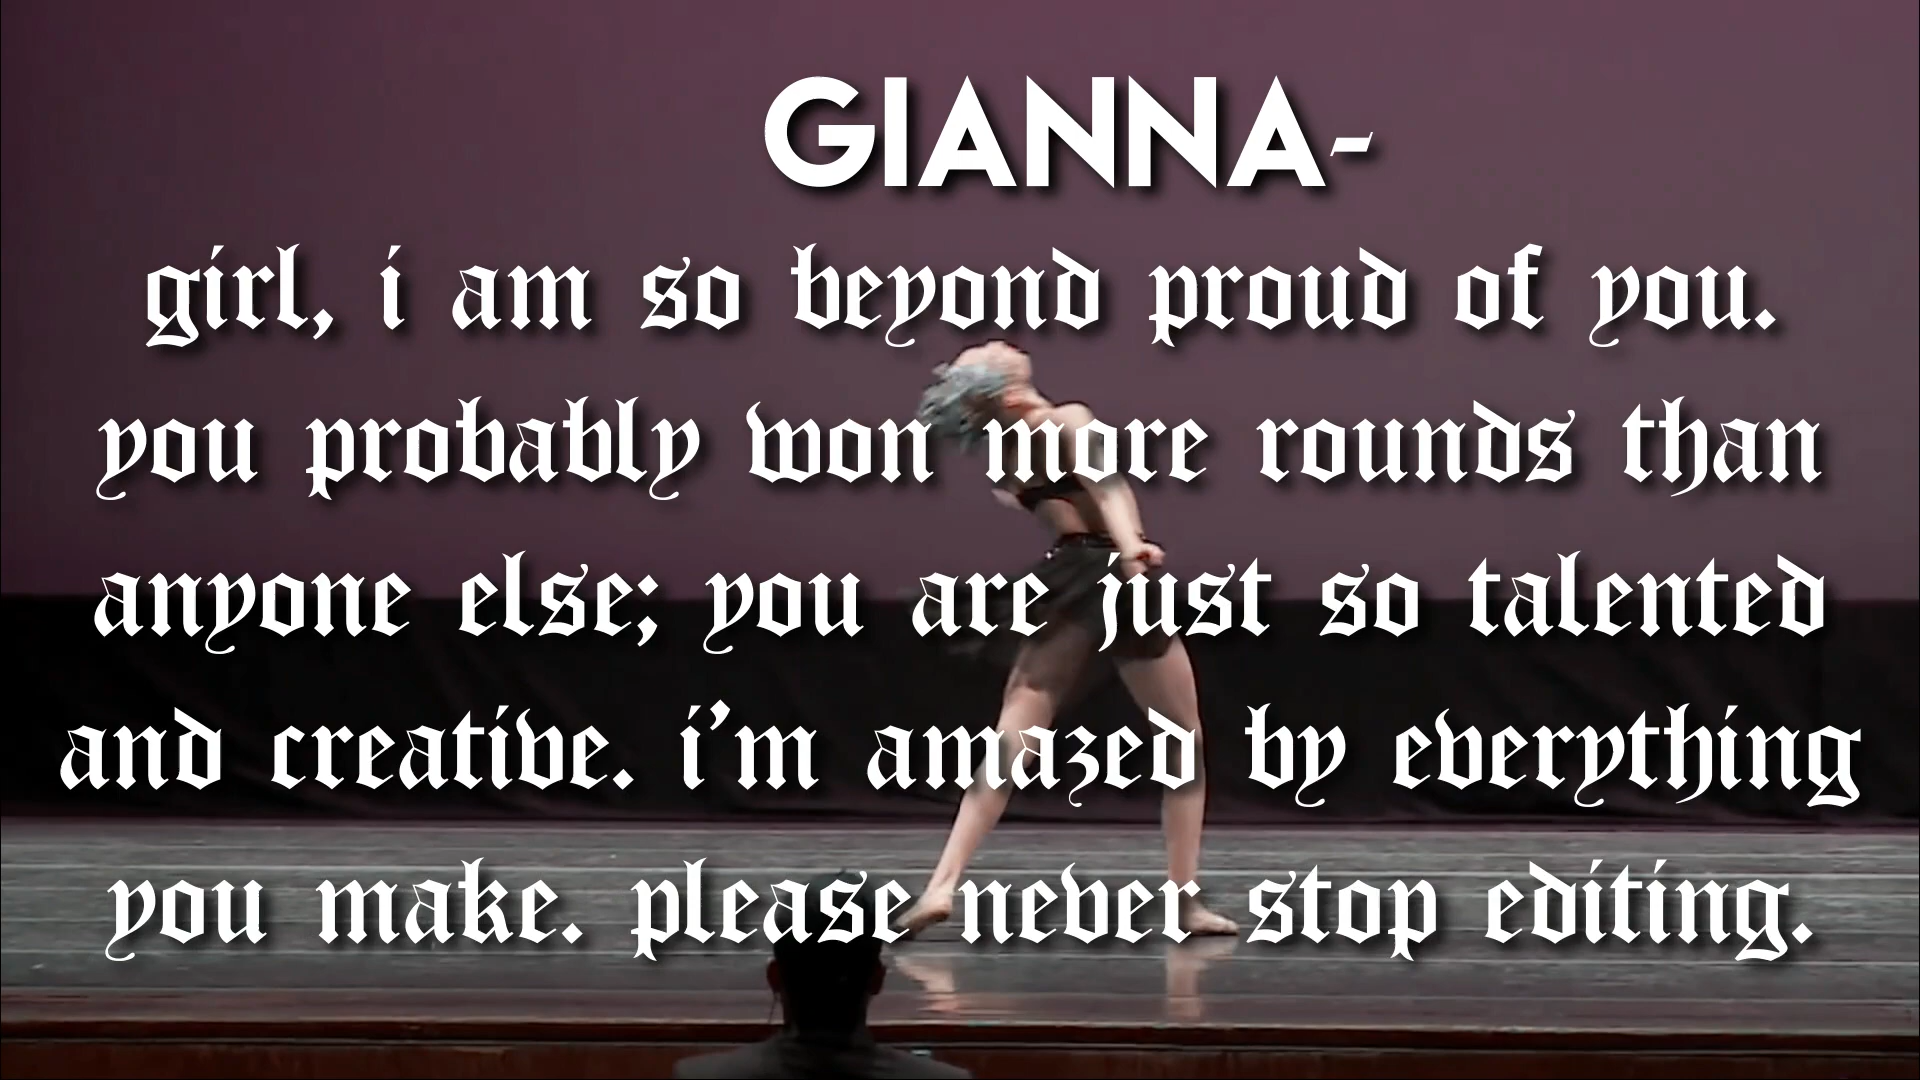 GIANNA-
girl, i am so beyond proud of you.
you probably won more rounds than
anyone else; you are just so talented
and creative. i'm amazed by everything
you make. please never stop editing.